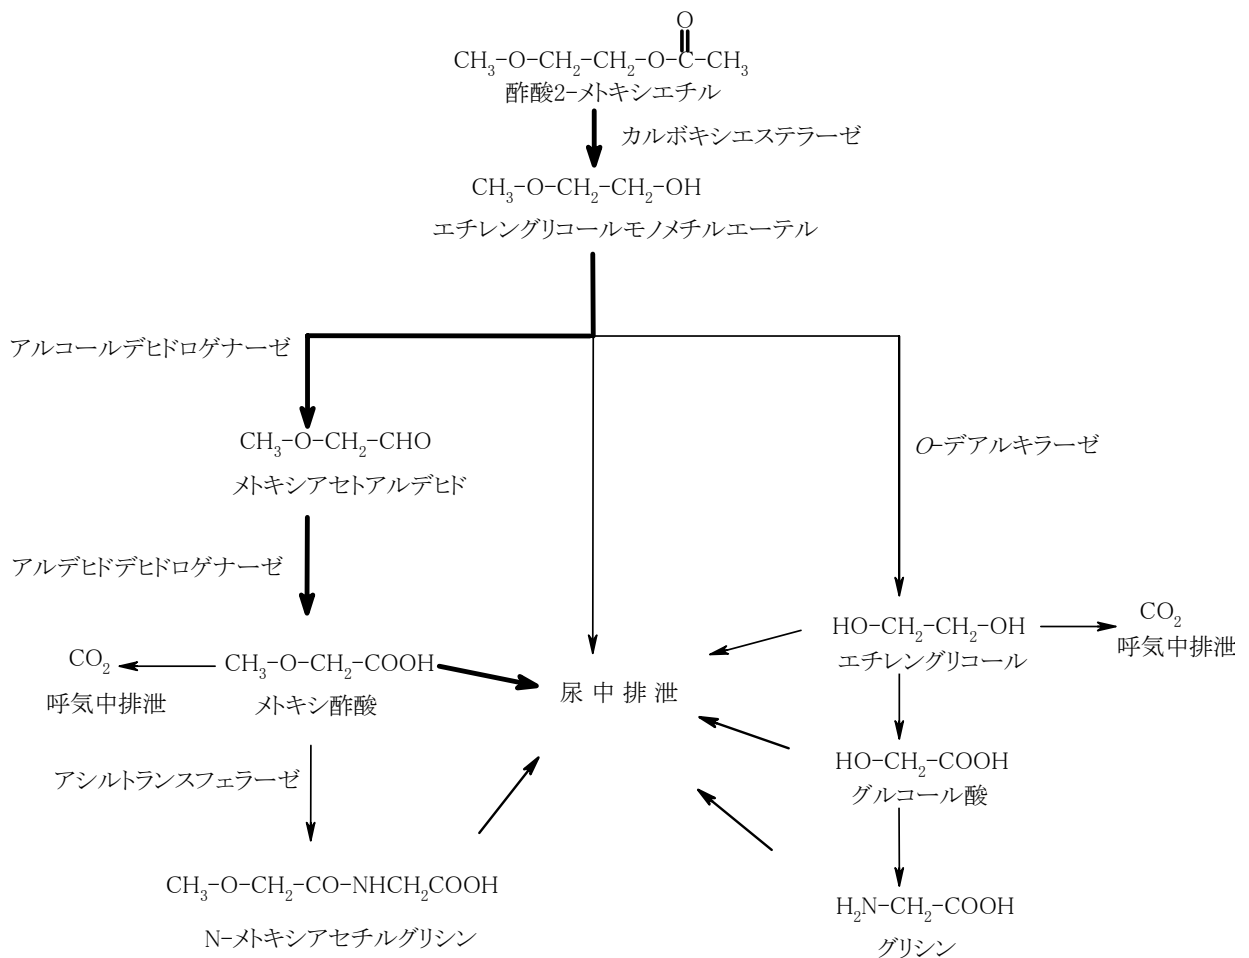 O
CH3-O-CH2-CH2-O-C-CH3
酢酸2-メトキシエチル
カルボキシエステラーゼ
CH3-O-CH2-CH2-OH
エチレングリコールモノメチルエーテル
アルコールデヒドロゲナーゼ
CH3-O-CH2-CHO
メトキシアセトアルデヒド
O-デアルキラーゼ
アルデヒドデヒドロゲナーゼ
HO-CH2-CH2-OH
エチレングリコール
CO2
呼気中排泄
CO2
呼気中排泄
CH3-O-CH2-COOH
メトキシ酢酸
尿中排泄
HO-CH2-COOH
グルコール酸
アシルトランスフェラーゼ
CH3-O-CH2-CO-NHCH2COOH
N-メトキシアセチルグリシン
H2N-CH2-COOH
グリシン